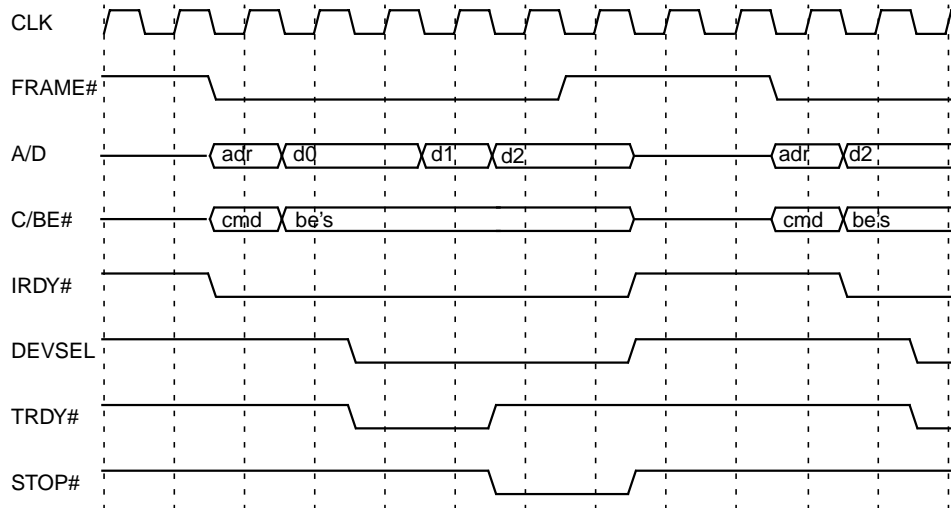 CLK
FRAME#
A/D adr d0 d1 d2 adr d2
C/BE# cmd be's cmd be's
IRDY#
DEVSEL
TRDY#
STOP#